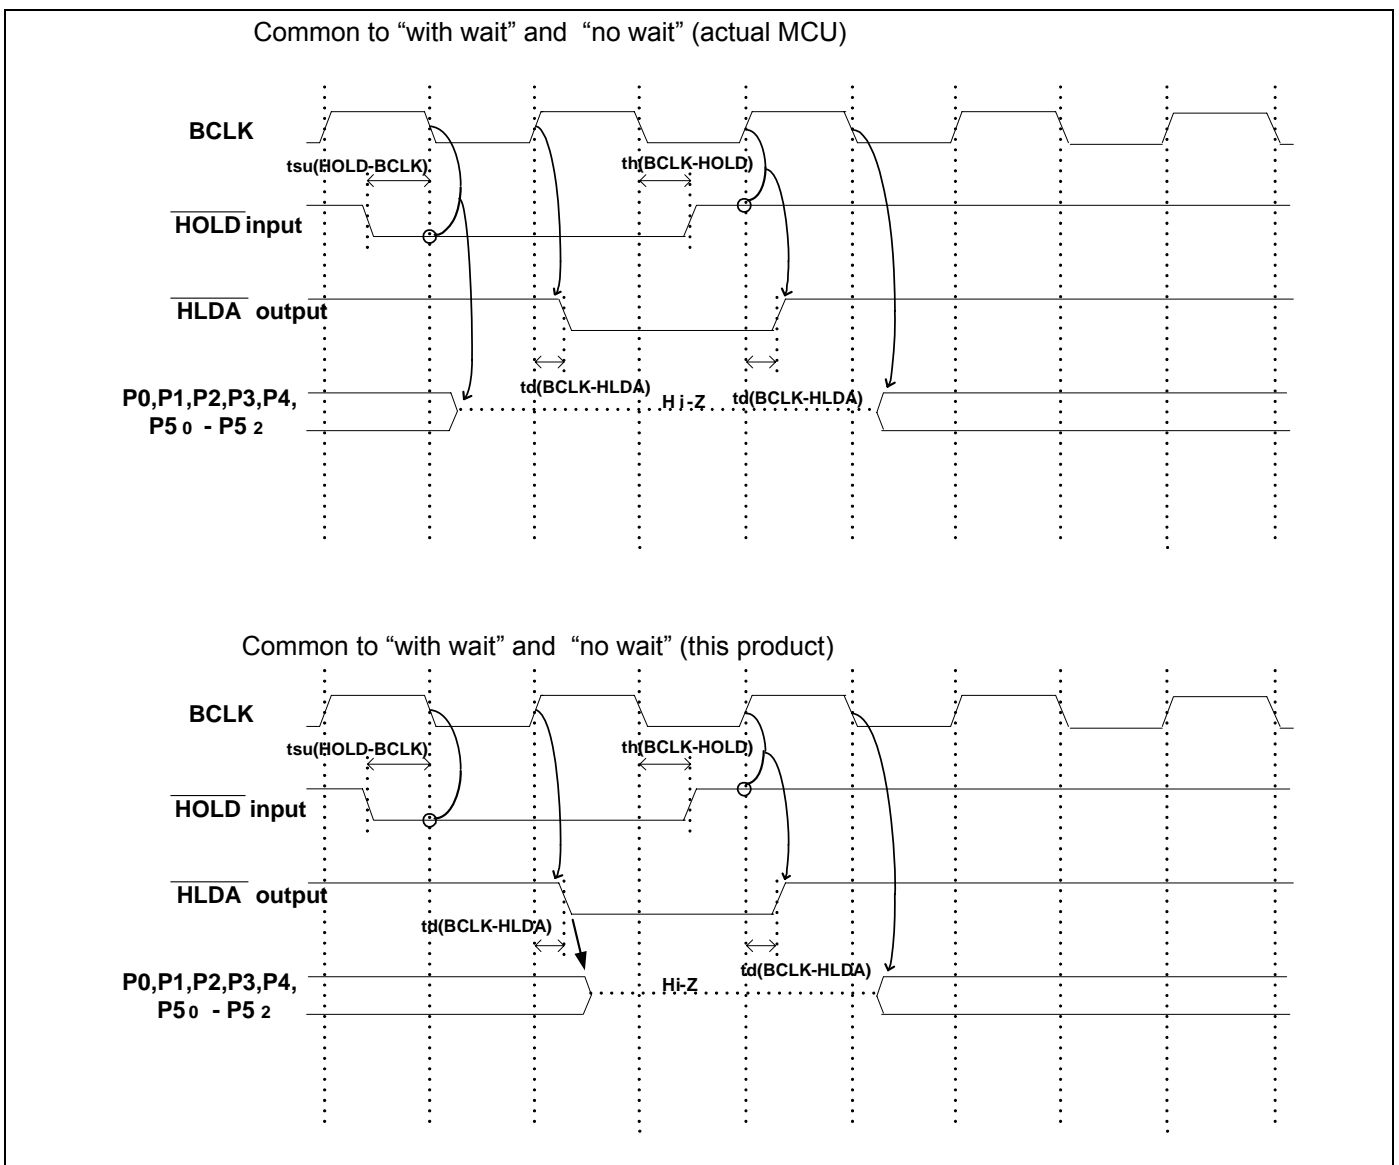 Common to “with wait” and “no wait” (actual MCU)
BCLK
tsu(HOLD-BCLK)
th(BCLK-HOLD)
HOLD input
HLDA output
td(BCLK-HLDA)
Hi-Z
td(BCLK-HLDA)
P0,P1,P2,P3,P4,
P50 - P52
Common to “with wait” and “no wait” (this product)
BCLK
tsu(HOLD-BCLK)
th(BCLK-HOLD)
HOLD input
HLDA output
td(BCLK-HLDA)
td(BCLK-HLDA)
P0,P1,P2,P3,P4,
Hi-Z
P50 - P52